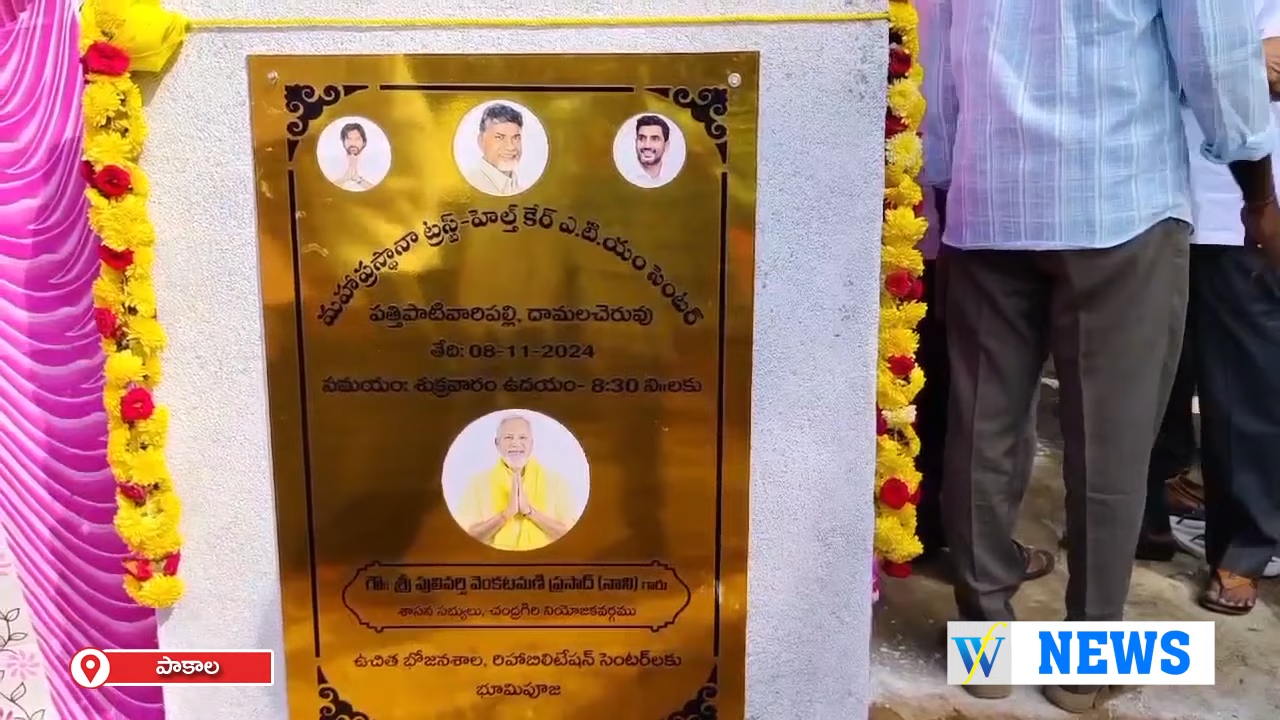 మహాప్రస్థానా ట్రస్ట్-హెల్త్ కేర్ ఎ.టి.యం సెంటర్
పత్తిపాటివారిపల్లి, దామలచెరువు
తేది: 08-11-2024
సమయం: శుక్రవారం ఉదయం- 8:30 ని॥లకు
గౌ॥ శ్రీ పులివర్తి వెంకటమణి ప్రసాద్ (నాని) గారు
శాసన సభ్యులు, చంద్రగిరి నియోజకవర్గము
ఉచిత భోజనశాల, రిహాబిలిటేషన్ సెంటర్‌లకు
భూమిపూజ
పాకాల
NEWS